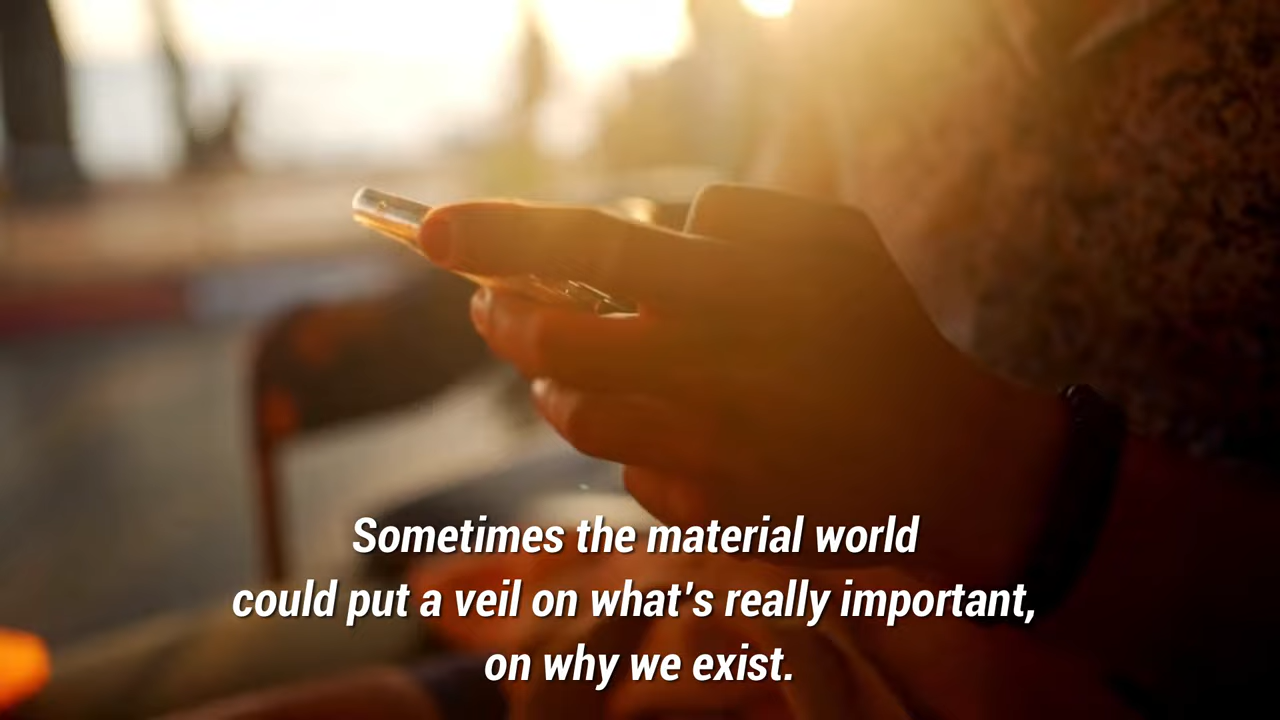 Sometimes the material world
could put a veil on what's really important,
on why we exist.